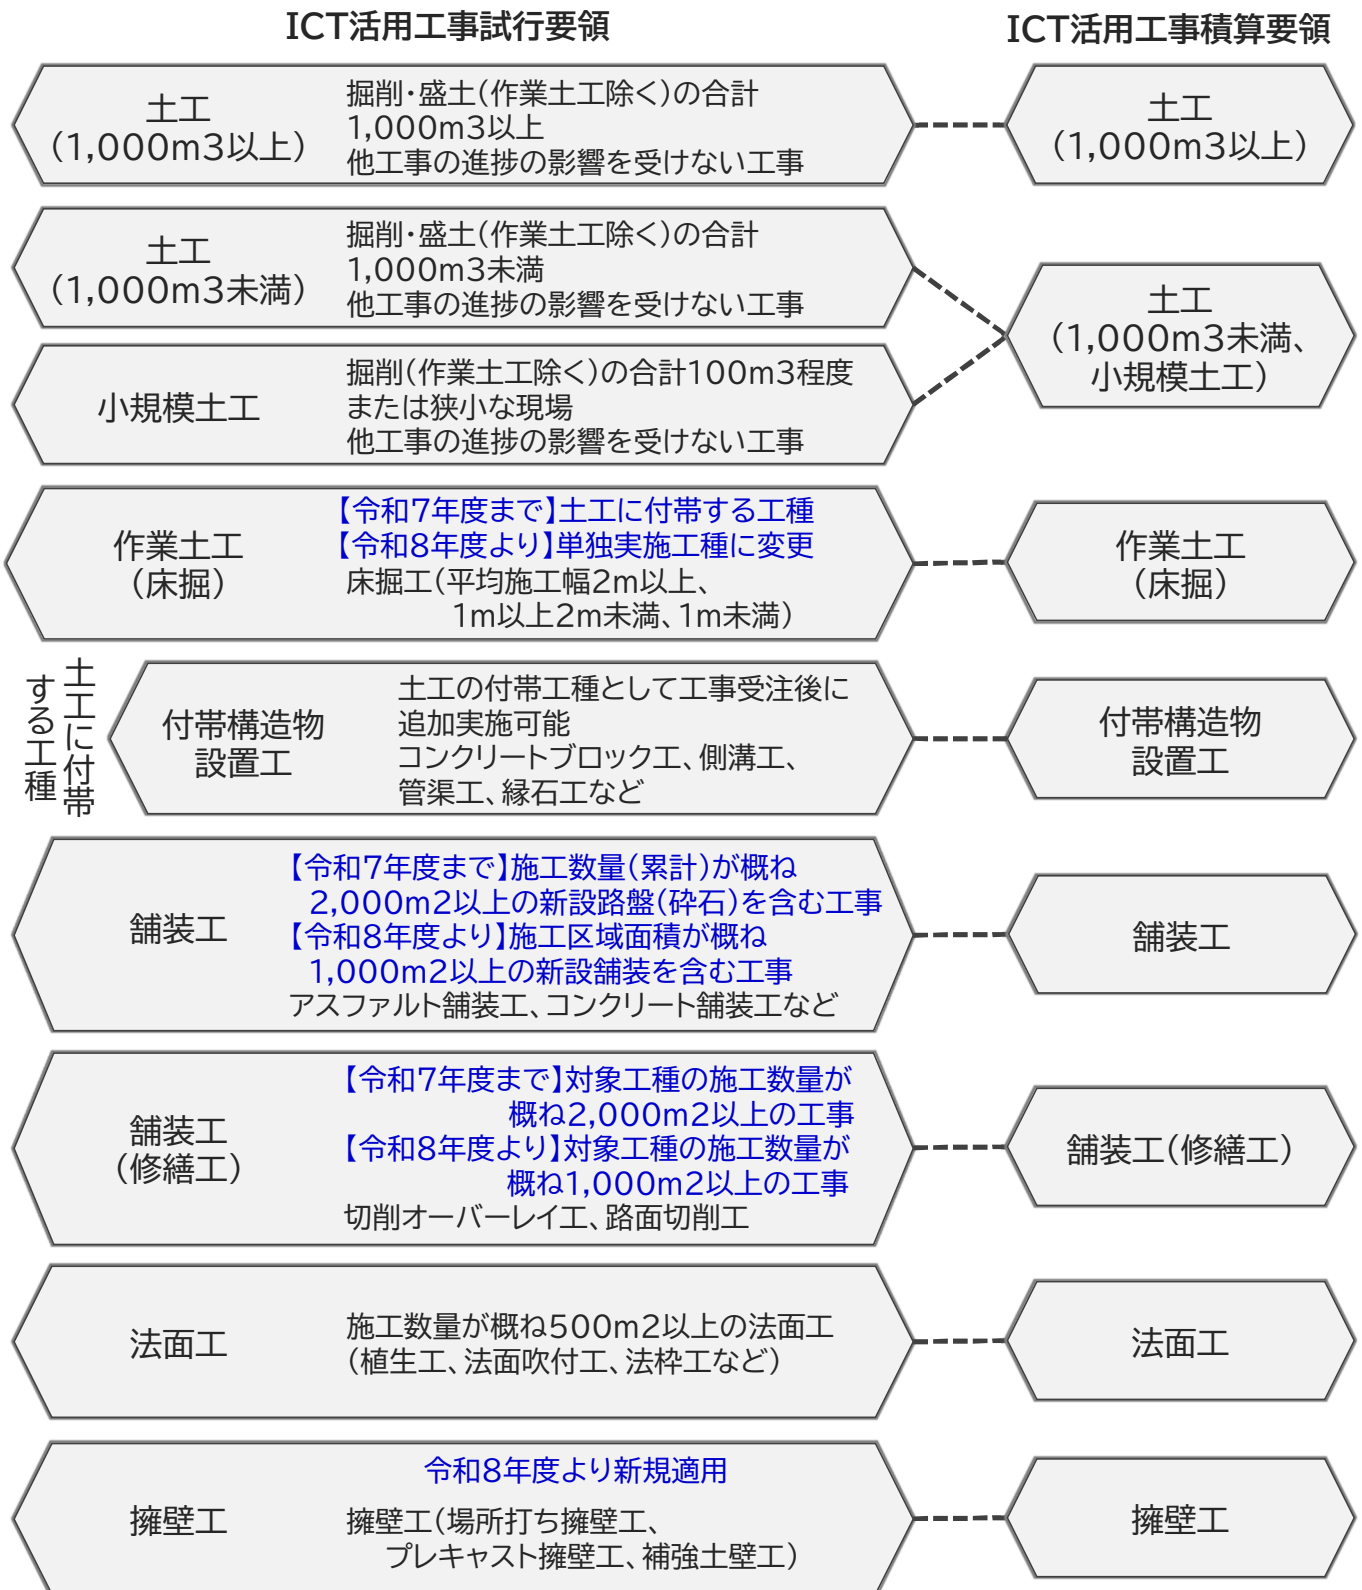 ICT活用工事試行要領
ICT活用工事積算要領
土工
(1,000m3以上)
掘削・盛土(作業土工除く)の合計
1,000m3以上
他工事の進捗の影響を受けない工事
土工
(1,000m3以上)
土工
(1,000m3未満)
掘削・盛土(作業土工除く)の合計
1,000m3未満
他工事の進捗の影響を受けない工事
小規模土工
掘削(作業土工除く)の合計100m3程度
または狭小な現場
他工事の進捗の影響を受けない工事
土工
(1,000m3未満、
小規模土工)
作業土工
(床掘)
【令和7年度まで】土工に付帯する工種
【令和8年度より】単独実施工種に変更
床掘工(平均施工幅2m以上、
1m以上2m未満、1m未満)
作業土工
(床掘)
土工に付帯
する工種
付帯構造物
設置工
土工の付帯工種として工事受注後に
追加実施可能
コンクリートブロック工、側溝工、
管渠工、縁石工など
付帯構造物
設置工
舗装工
【令和7年度まで】施工数量(累計)が概ね
2,000m2以上の新設路盤(砕石)を含む工事
【令和8年度より】施工区域面積が概ね
1,000m2以上の新設舗装を含む工事
アスファルト舗装工、コンクリート舗装工など
舗装工
舗装工
(修繕工)
【令和7年度まで】対象工種の施工数量が
概ね2,000m2以上の工事
【令和8年度より】対象工種の施工数量が
概ね1,000m2以上の工事
切削オーバーレイ工、路面切削工
舗装工(修繕工)
法面工
施工数量が概ね500m2以上の法面工
(植生工、法面吹付工、法枠工など)
法面工
擁壁工
令和8年度より新規適用
擁壁工(場所打ち擁壁工、
プレキャスト擁壁工、補強土壁工)
擁壁工